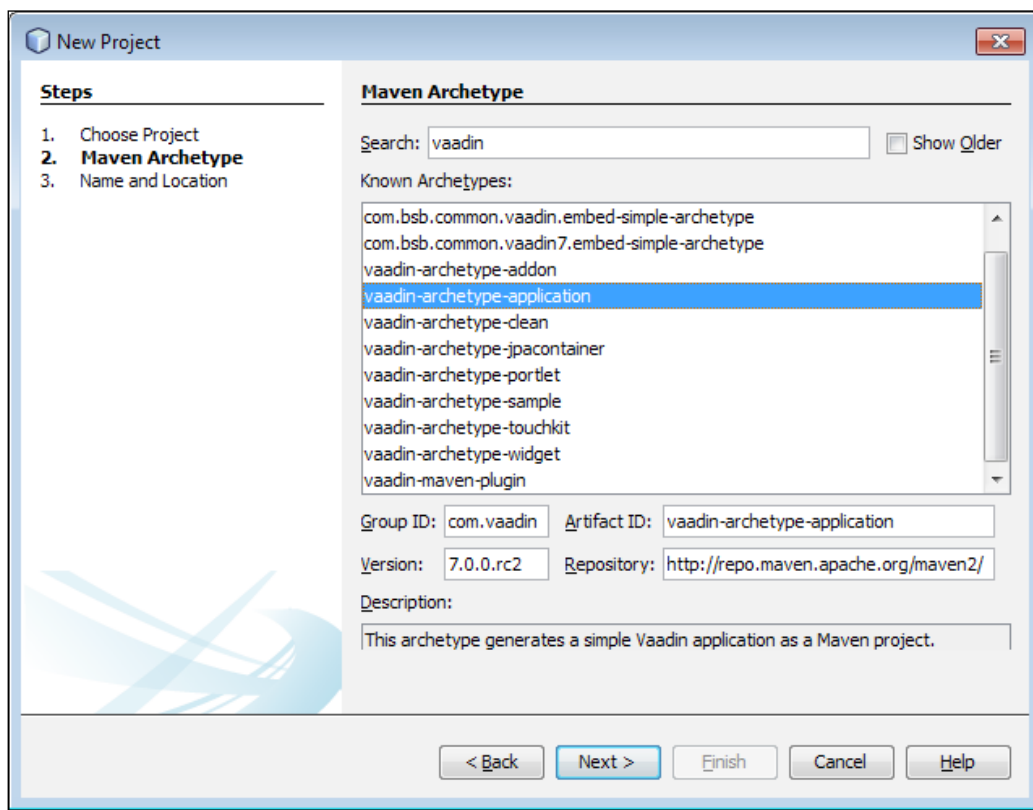 New Project
Steps
1. Choose Project
2. Maven Archetype
3. Name and Location
Maven Archetype
Search: vaadin Show Older
Known Archetypes:
com.bsb.common.vaadin.embed-simple-archetype
com.bsb.common.vaadin7.embed-simple-archetype
vaadin-archetype-addon
vaadin-archetype-application
vaadin-archetype-clean
vaadin-archetype-jpacontainer
vaadin-archetype-portlet
vaadin-archetype-sample
vaadin-archetype-touchkit
vaadin-archetype-widget
vaadin-maven-plugin
Group ID: com.vaadin Artifact ID: vaadin-archetype-application
Version: 7.0.0.rc2 Repository: http://repo.maven.apache.org/maven2/
Description:
This archetype generates a simple Vaadin application as a Maven project.
< Back Next > Finish Cancel Help